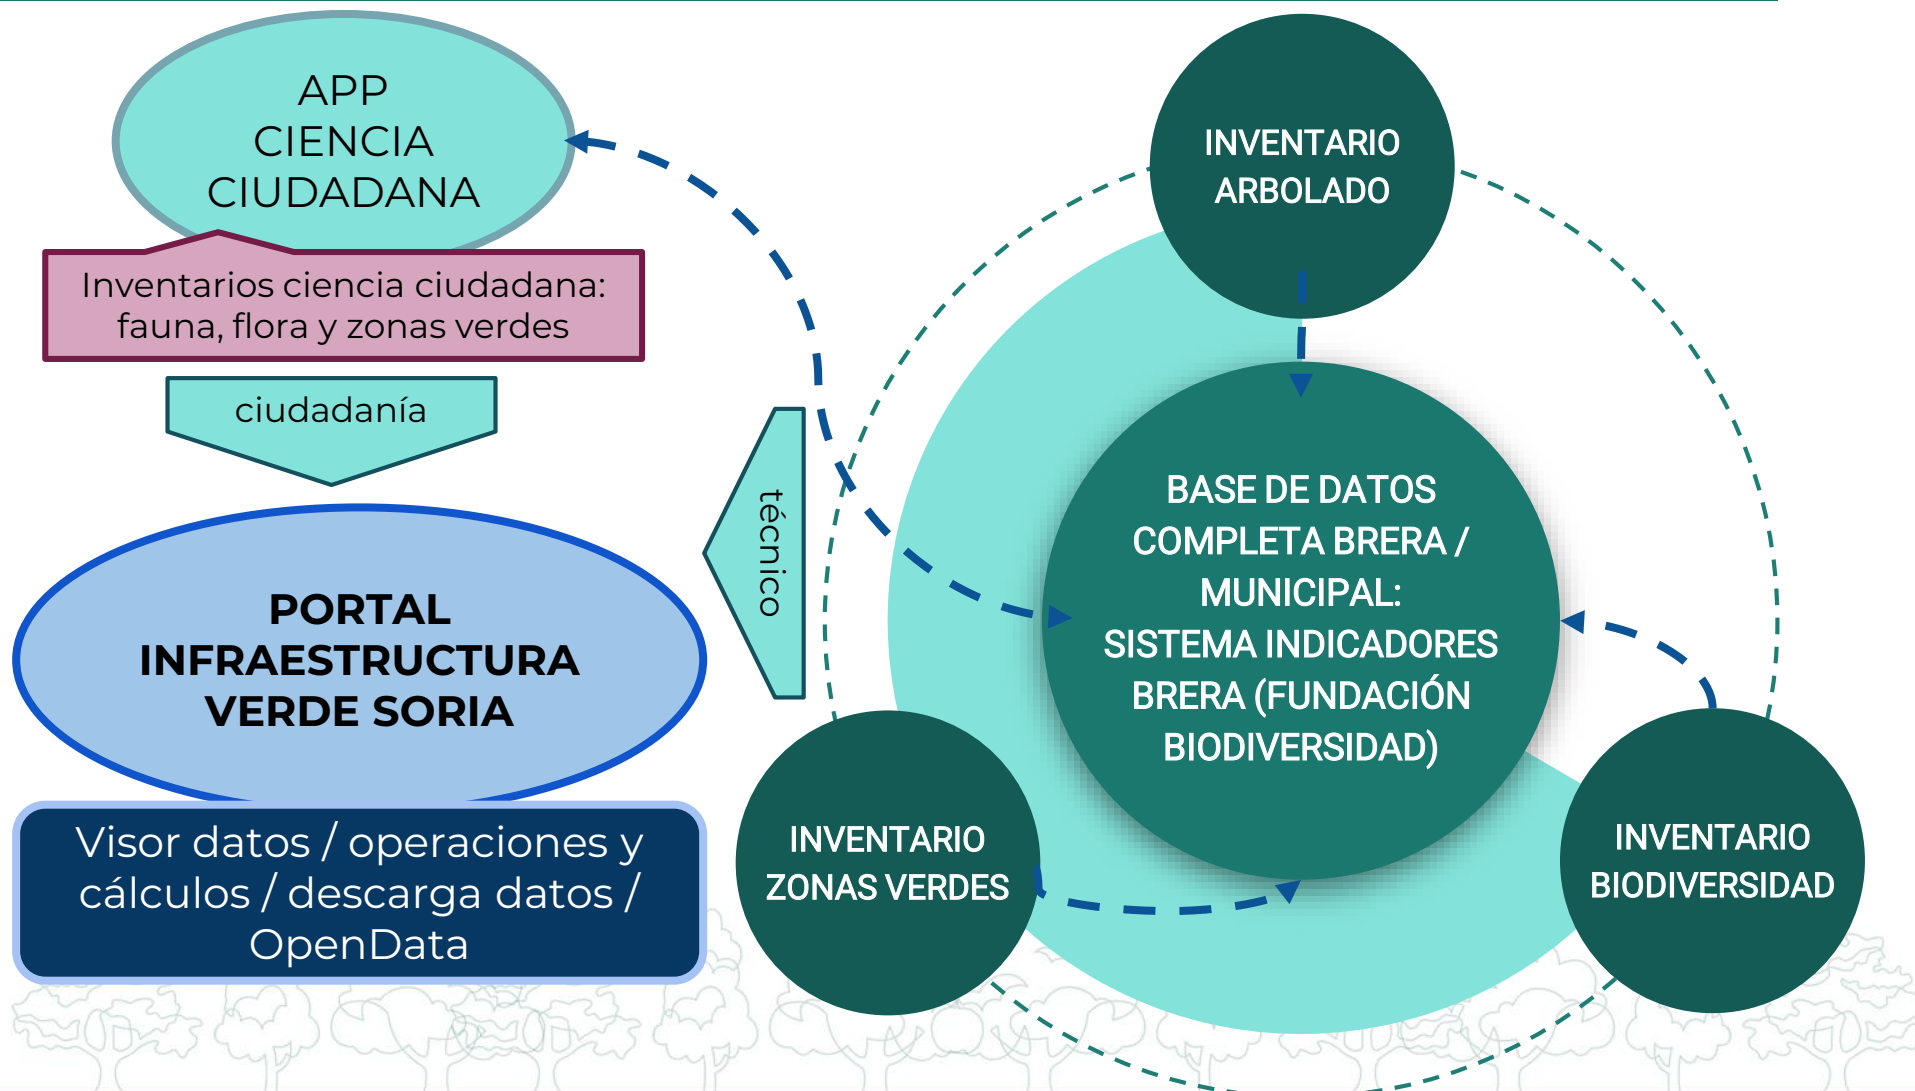 APP
CIENCIA
CIUDADANA
Inventarios ciencia ciudadana:
fauna, flora y zonas verdes
ciudadanía
PORTAL
INFRAESTRUCTURA
VERDE SORIA
Visor datos / operaciones y
cálculos / descarga datos /
OpenData
técnico
INVENTARIO
ARBOLADO
BASE DE DATOS
COMPLETA BRERA /
MUNICIPAL:
SISTEMA INDICADORES
BRERA (FUNDACIÓN
BIODIVERSIDAD)
INVENTARIO
ZONAS VERDES
INVENTARIO
BIODIVERSIDAD